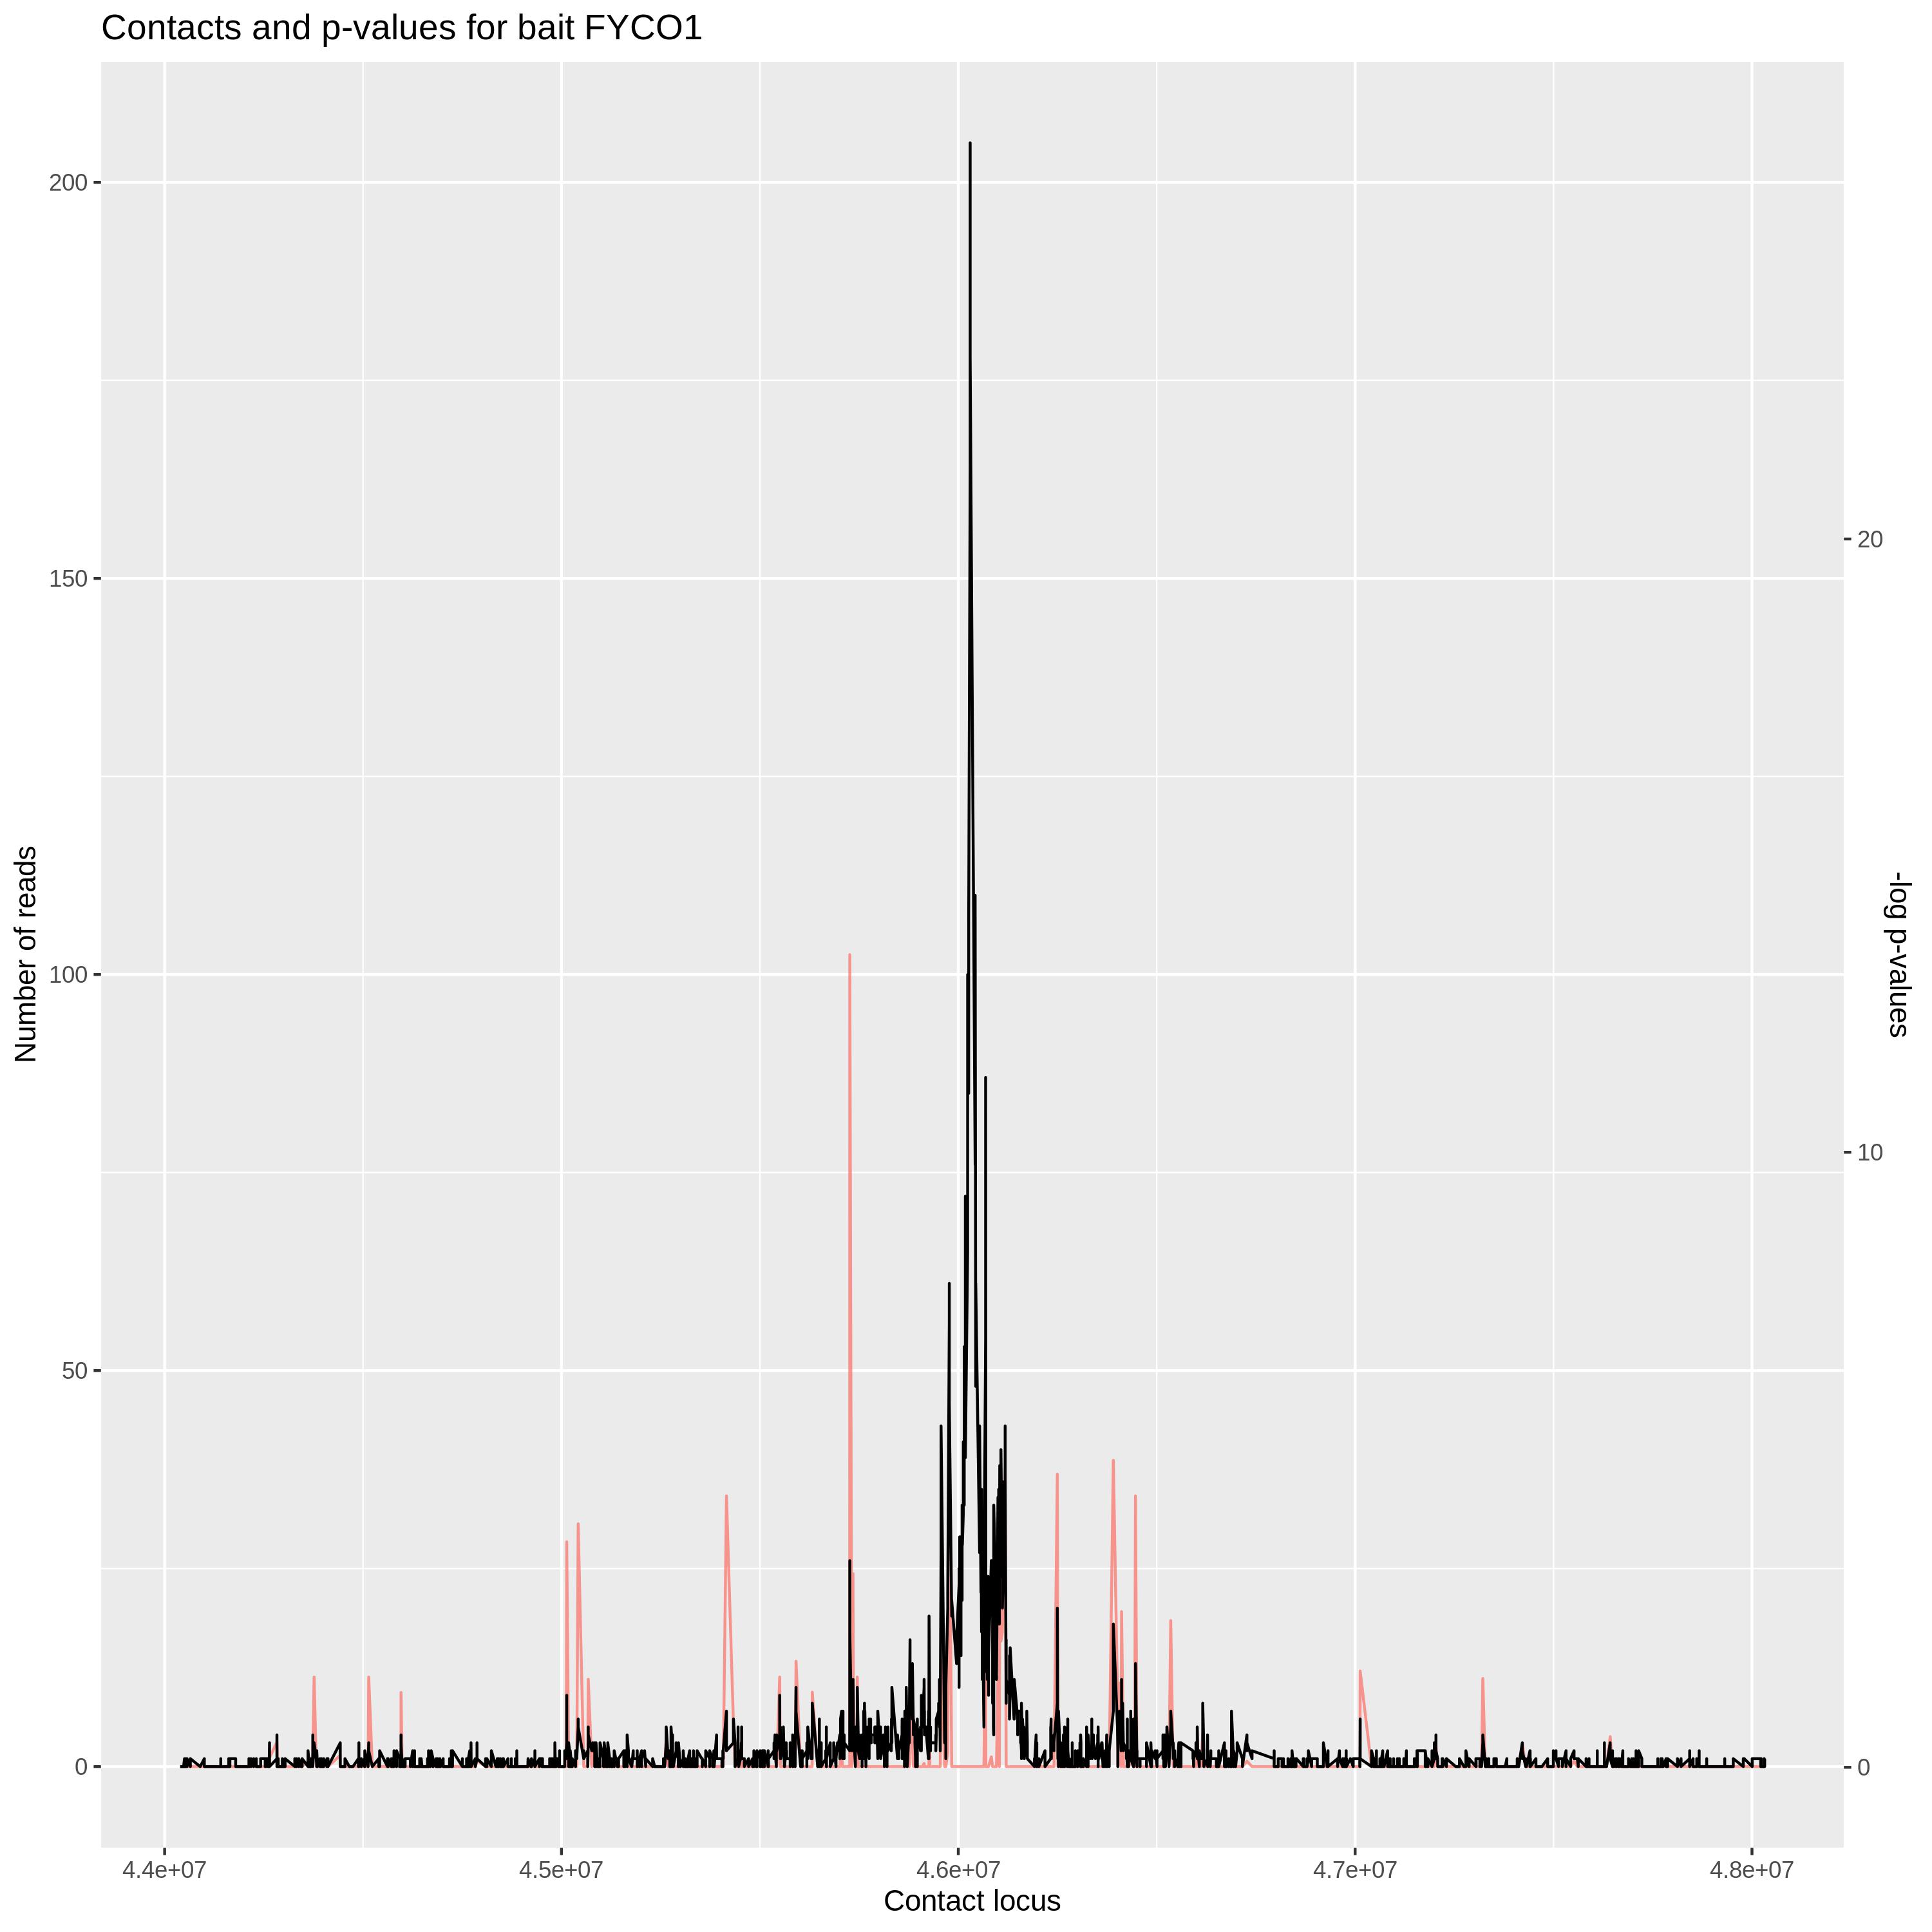 Contacts and p-values for bait FYCO1
Number of reads
200
150
100
50
0
20
10
0
-log p-values
4.4e+07 4.5e+07 4.6e+07 4.7e+07 4.8e+07
Contact locus